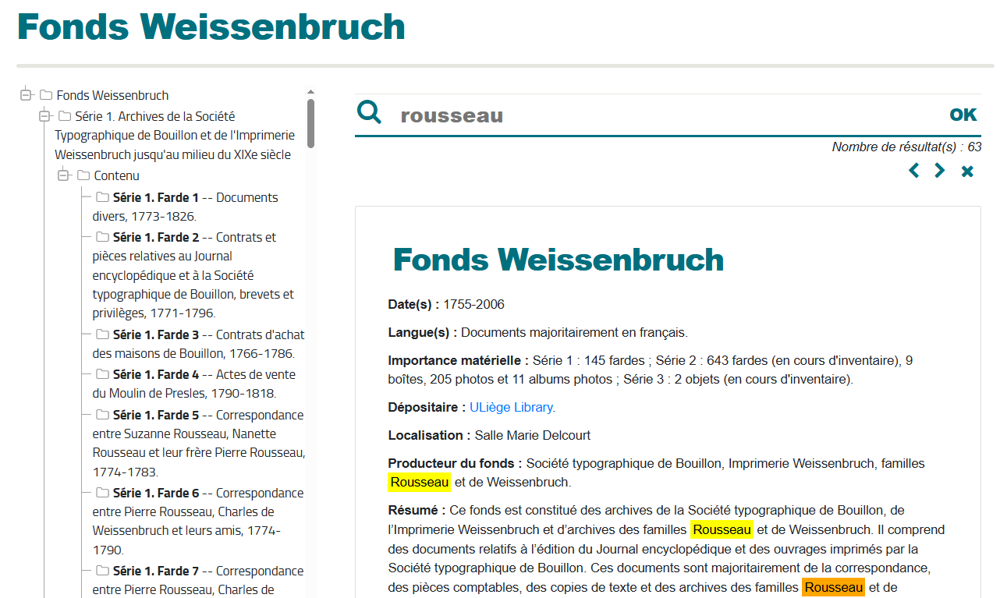 Fonds Weissenbruch
Fonds Weissenbruch
Série 1. Archives de la Société
Typographique de Bouillon et de l'Imprimerie
Weissenbruch jusqu'au milieu du XIXe siècle
Contenu
Série 1. Farde 1 -- Documents
divers, 1773-1826.
Série 1. Farde 2 -- Contrats et
pièces relatives au Journal
encyclopédique et à la Société
typographique de Bouillon, brevets et
privilèges, 1771-1796.
Série 1. Farde 3 -- Contrats d'achat
des maisons de Bouillon, 1766-1786.
Série 1. Farde 4 -- Actes de vente
du Moulin de Presles, 1790-1818.
Série 1. Farde 5 -- Correspondance
entre Suzanne Rousseau, Nanette
Rousseau et leur frère Pierre Rousseau,
1774-1783.
Série 1. Farde 6 -- Correspondance
entre Pierre Rousseau, Charles de
Weissenbruch et leurs amis, 1774-
1790.
Série 1. Farde 7 -- Correspondance
entre Pierre Rousseau, Charles de
rousseau OK
Nombre de résultat(s) : 63
Fonds Weissenbruch
Date(s) : 1755-2006
Langue(s) : Documents majoritairement en français.
Importance matérielle : Série 1 : 145 fardes ; Série 2 : 643 fardes (en cours d'inventaire), 9
boîtes, 205 photos et 11 albums photos ; Série 3 : 2 objets (en cours d'inventaire).
Dépositaire : ULiège Library.
Localisation : Salle Marie Delcourt
Producteur du fonds : Société typographique de Bouillon, Imprimerie Weissenbruch, familles
Rousseau et de Weissenbruch.
Résumé : Ce fonds est constitué des archives de la Société typographique de Bouillon, de
l’Imprimerie Weissenbruch et d’archives des familles Rousseau et de Weissenbruch. Il comprend
des documents relatifs à l’édition du Journal encyclopédique et des ouvrages imprimés par la
Société typographique de Bouillon. Ces documents sont majoritairement de la correspondance,
des pièces comptables, des copies de texte et des archives des familles Rousseau et de